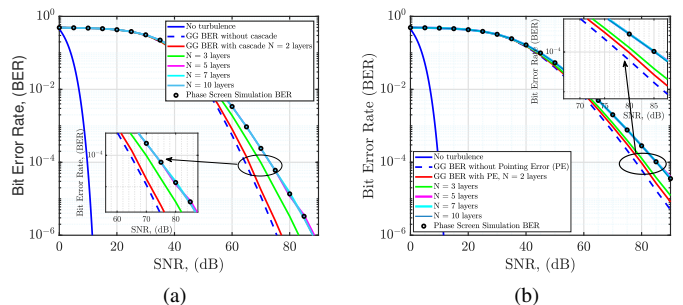 10^0
10^-2
10^-4
10^-6
0
20
40
60
80
Bit Error Rate, (BER)
SNR, (dB)
No turbulence
GG BER without cascade
GG BER with cascade N = 2 layers
N = 3 layers
N = 5 layers
N = 7 layers
N = 10 layers
Phase Screen Simulation BER
Bit Error Rate, (BER)
10^-4
60
70
80
SNR, (dB)
(a)
10^0
10^-2
10^-4
10^-6
0
20
40
60
80
Bit Error Rate (BER)
SNR, (dB)
Bit Error Rate (BER)
10^-4
70
75
80
85
SNR, (dB)
No turbulence
GG BER without Pointing Error (PE)
GG BER with PE, N = 2 layers
N = 3 layers
N = 5 layers
N = 7 layers
N = 10 layers
Phase Screen Simulation BER
(b)